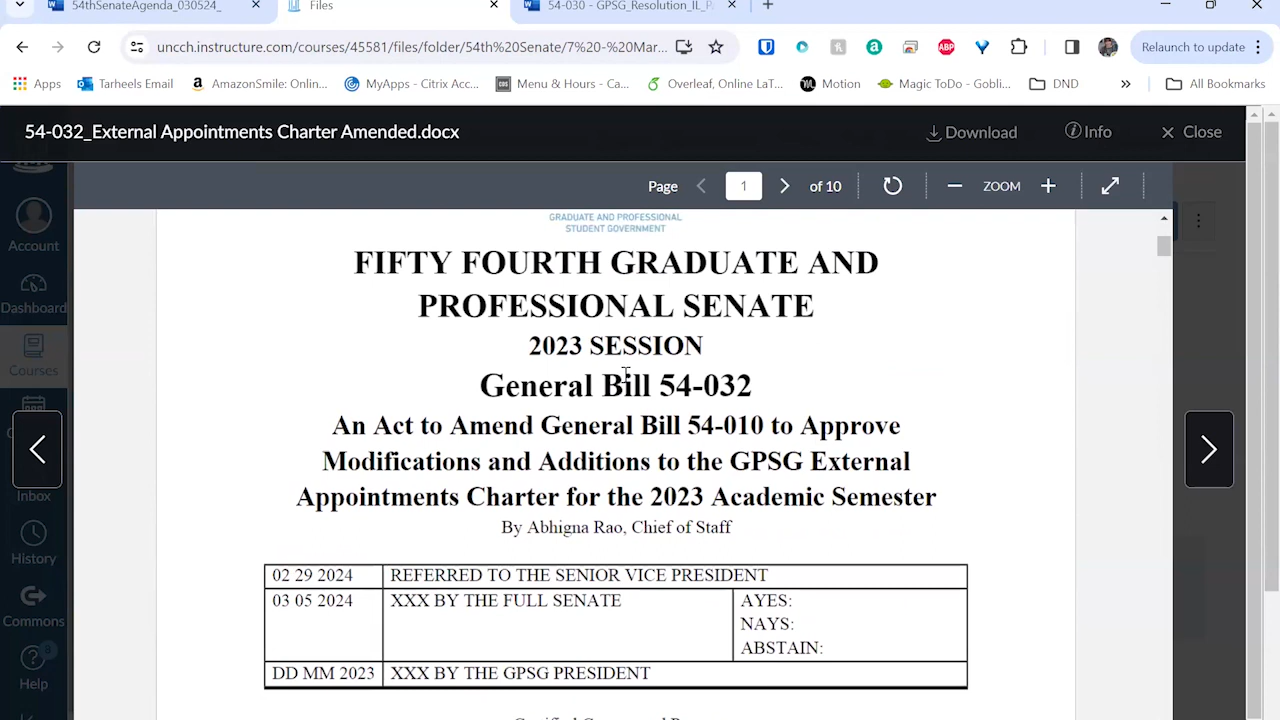 54thSenateAgenda_030524_
Files
54-030 - GPSG_Resolution_IL_P
uncch.instructure.com/courses/45581/files/folder/54th%20Senate/7%20-%20Mar...
ABP
Relaunch to update
Apps
Tarheels Email
AmazonSmile: Onlin...
MyApps - Citrix Acc...
Menu & Hours - Ca...
Overleaf, Online LaT...
Motion
Magic ToDo - Gobli...
DND
»
All Bookmarks
54-032_External Appointments Charter Amended.docx
Download
Info
Close
Page
1
of 10
ZOOM
Account
Dashboard
Courses
Inbox
History
Commons
Help
GRADUATE AND PROFESSIONAL
STUDENT GOVERNMENT
FIFTY FOURTH GRADUATE AND
PROFESSIONAL SENATE
2023 SESSION
General Bill 54-032
An Act to Amend General Bill 54-010 to Approve
Modifications and Additions to the GPSG External
Appointments Charter for the 2023 Academic Semester
By Abhigna Rao, Chief of Staff
02 29 2024 REFERRED TO THE SENIOR VICE PRESIDENT
03 05 2024 XXX BY THE FULL SENATE AYES:
NAYS:
ABSTAIN:
DD MM 2023 XXX BY THE GPSG PRESIDENT